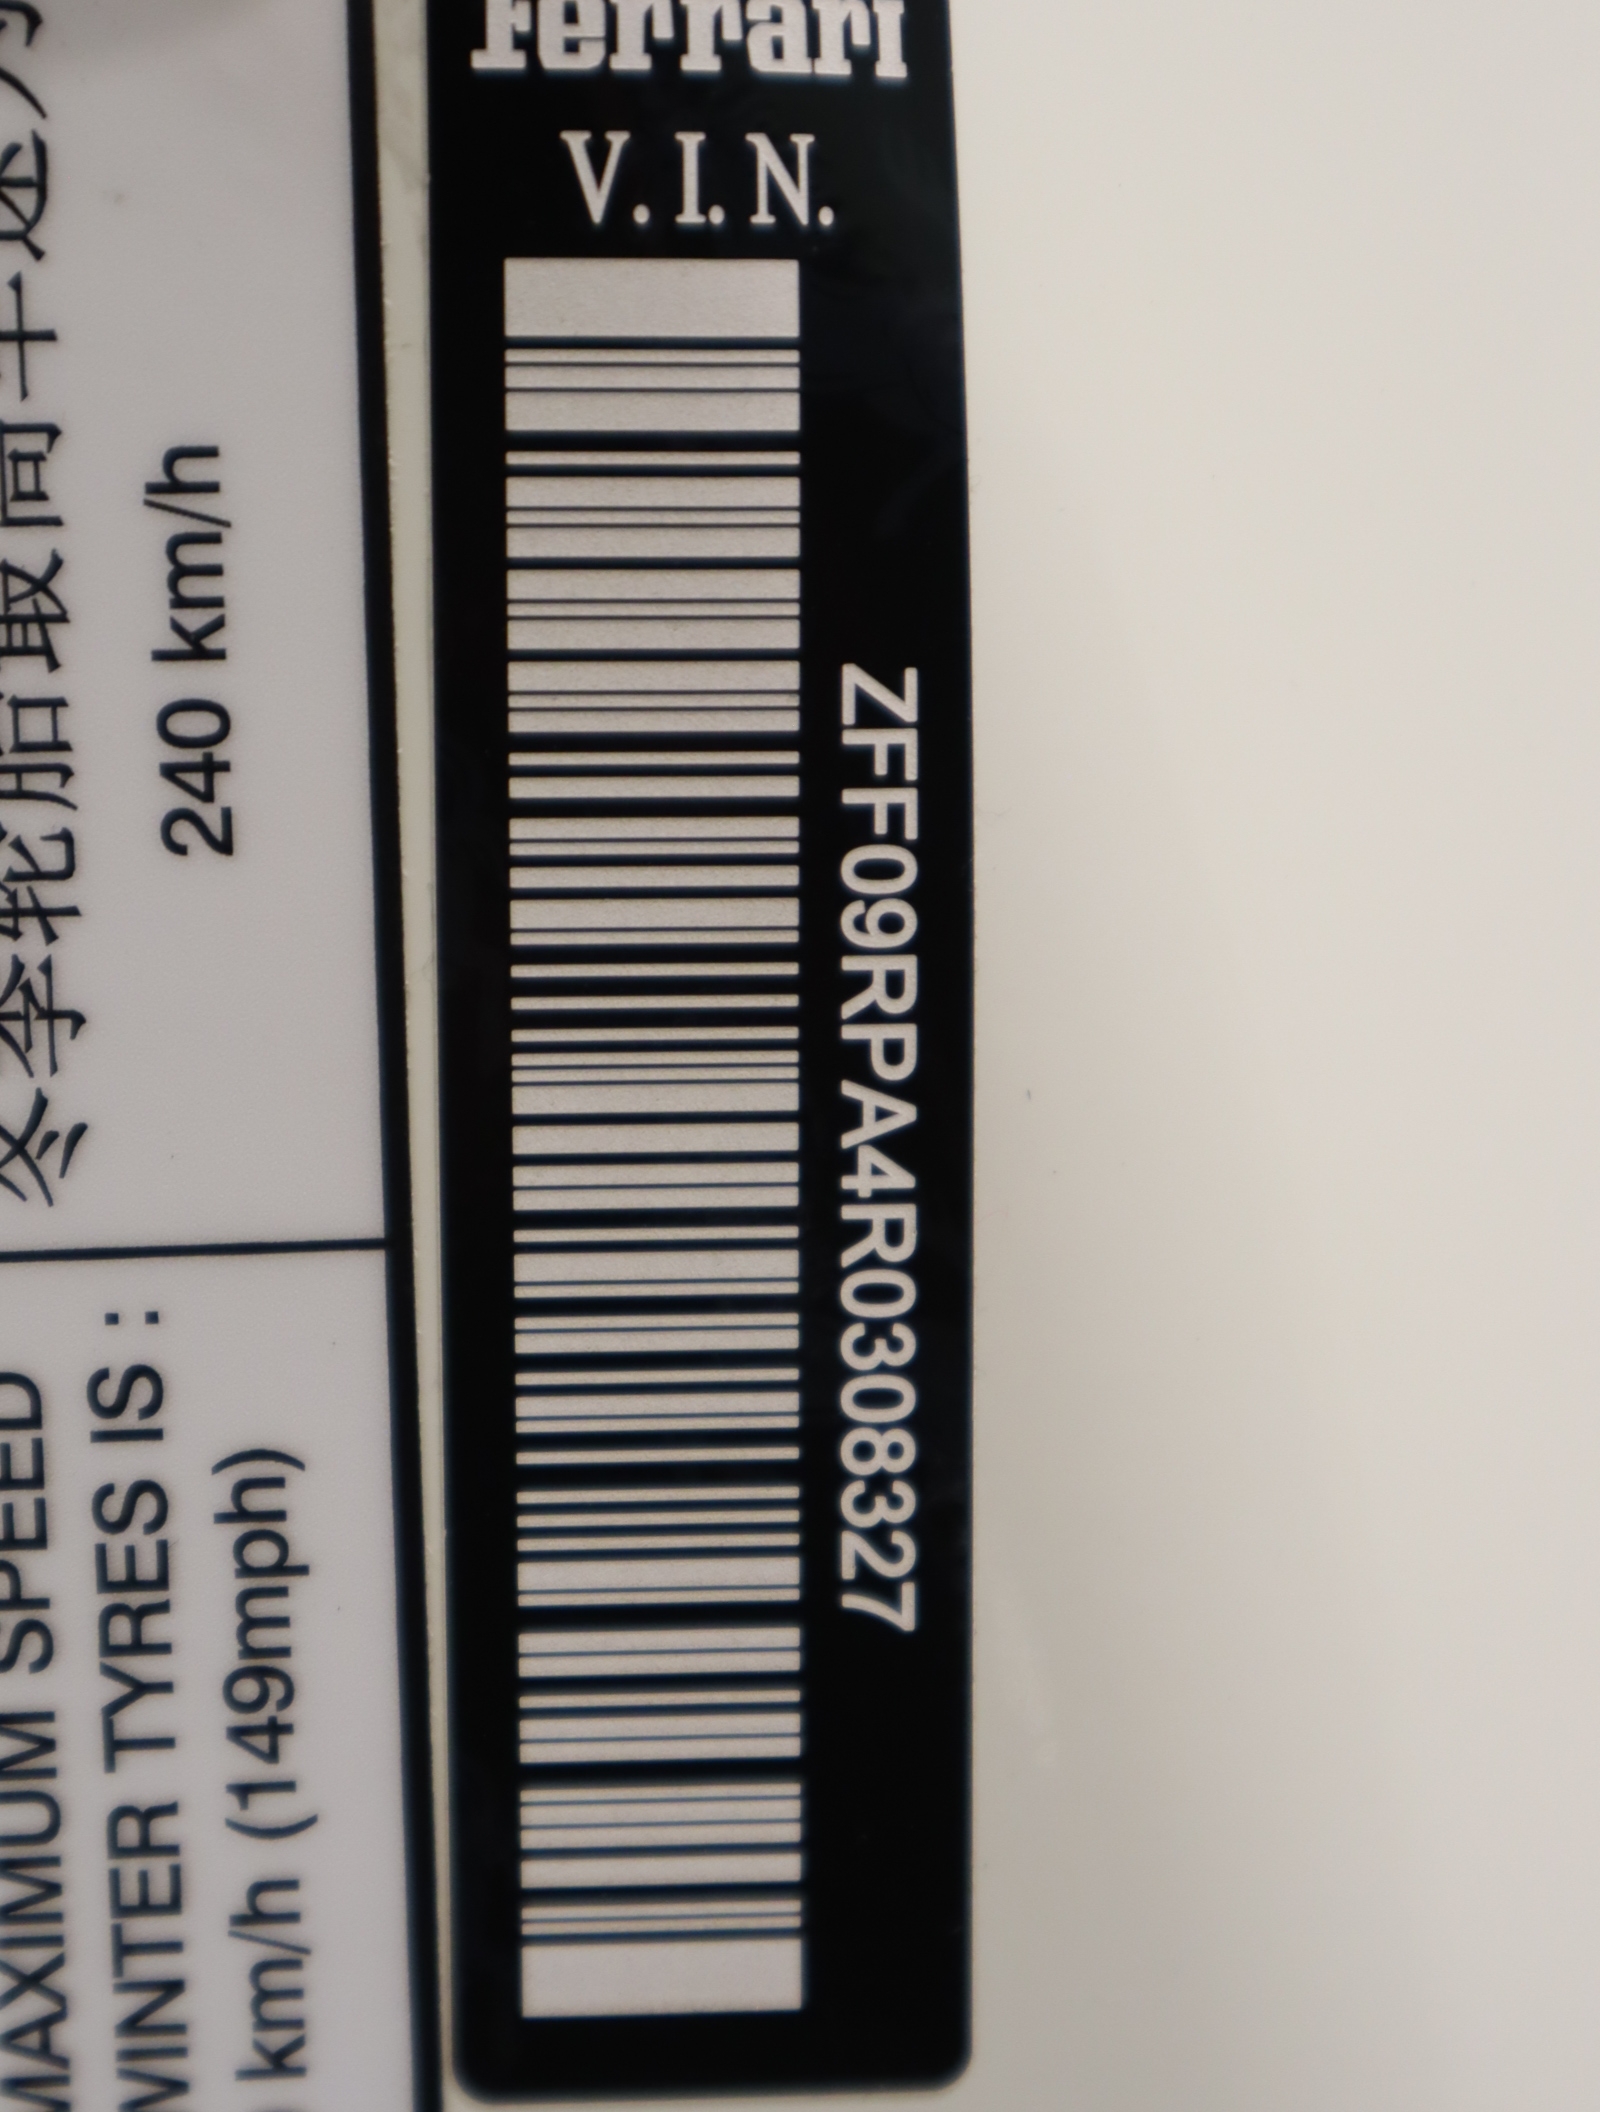 Ferrari
V.I.N.
ZFF09RPA4R0308327
冬季轮胎最高千速为
240 km/h
MAXIMUM SPEED
WINTER TYRES IS :
km/h (149mph)